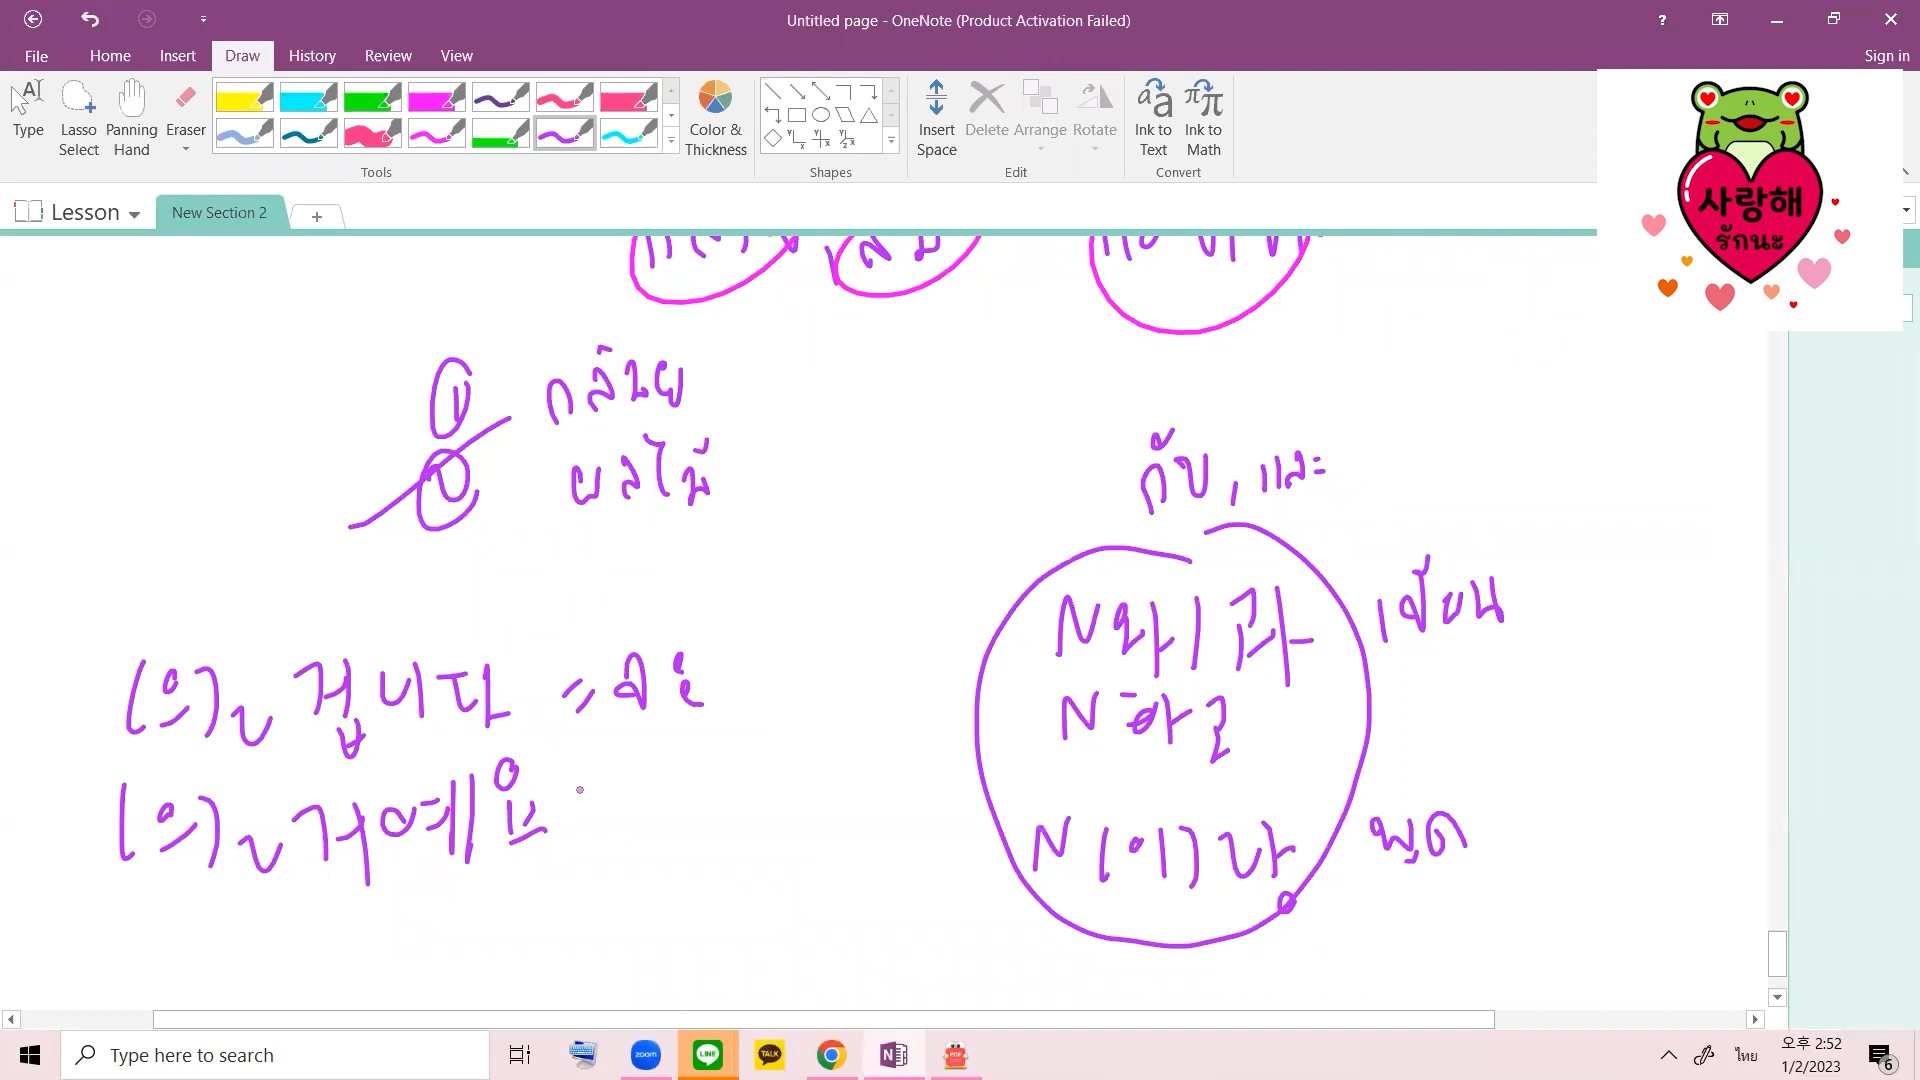 Untitled page - OneNote (Product Activation Failed)
File Home Insert Draw History Review View
Sign in
Type Lasso Select Panning Hand Eraser Color & Thickness Insert Space Delete Arrange Rotate Ink to Text Ink to Math
Tools Shapes Edit Convert
Lesson New Section 2
사랑해
รักนะ
1
2 ผลไม้
กับ, และ
N와/과 เขียน
N하고
N(이)랑 พูด
(으)ㄹ 겁니다 = จะ
(으)ㄹ거예요
Type here to search
zoom LINE TALK N PDF
ไทย
오후 2:52
1/2/2023
6